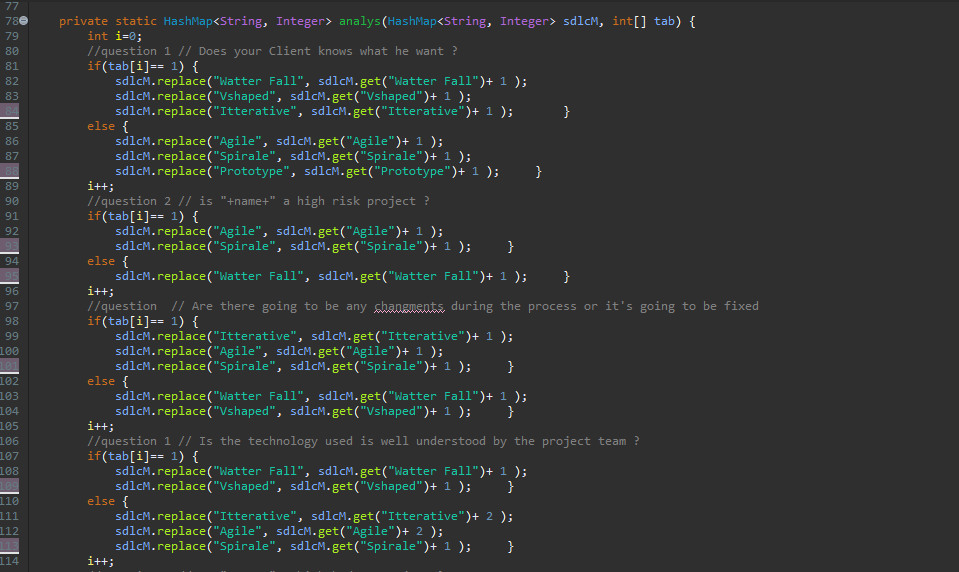 77
78 private static HashMap<String, Integer> analys(HashMap<String, Integer> sdlcM, int[] tab) {
79 int i=0;
80 //question 1 // Does your Client knows what he want ?
81 if(tab[i]== 1) {
82 sdlcM.replace("Watter Fall", sdlcM.get("Watter Fall")+ 1 );
83 sdlcM.replace("Vshaped", sdlcM.get("Vshaped")+ 1 );
84 sdlcM.replace("Itterative", sdlcM.get("Itterative")+ 1 ); }
85 else {
86 sdlcM.replace("Agile", sdlcM.get("Agile")+ 1 );
87 sdlcM.replace("Spirale", sdlcM.get("Spirale")+ 1 );
88 sdlcM.replace("Prototype", sdlcM.get("Prototype")+ 1 ); }
89 i++;
90 //question 2 // is "+name+" a high risk project ?
91 if(tab[i]== 1) {
92 sdlcM.replace("Agile", sdlcM.get("Agile")+ 1 );
93 sdlcM.replace("Spirale", sdlcM.get("Spirale")+ 1 ); }
94 else {
95 sdlcM.replace("Watter Fall", sdlcM.get("Watter Fall")+ 1 ); }
96 i++;
97 //question // Are there going to be any changments during the process or it's going to be fixed
98 if(tab[i]== 1) {
99 sdlcM.replace("Itterative", sdlcM.get("Itterative")+ 1 );
100 sdlcM.replace("Agile", sdlcM.get("Agile")+ 1 );
101 sdlcM.replace("Spirale", sdlcM.get("Spirale")+ 1 ); }
102 else {
103 sdlcM.replace("Watter Fall", sdlcM.get("Watter Fall")+ 1 );
104 sdlcM.replace("Vshaped", sdlcM.get("Vshaped")+ 1 ); }
105 i++;
106 //question 1 // Is the technology used is well understood by the project team ?
107 if(tab[i]== 1) {
108 sdlcM.replace("Watter Fall", sdlcM.get("Watter Fall")+ 1 );
109 sdlcM.replace("Vshaped", sdlcM.get("Vshaped")+ 1 ); }
110 else {
111 sdlcM.replace("Itterative", sdlcM.get("Itterative")+ 2 );
112 sdlcM.replace("Agile", sdlcM.get("Agile")+ 2 );
113 sdlcM.replace("Spirale", sdlcM.get("Spirale")+ 1 ); }
114 i++;